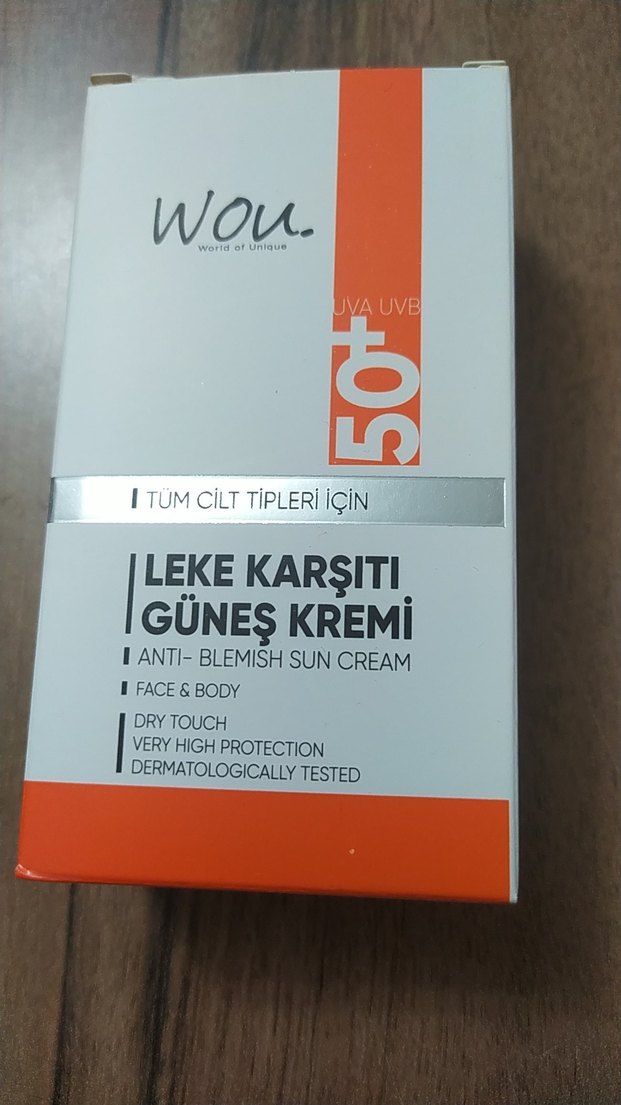 wou.
World of Unique
UVA UVB
50+
TÜM CİLT TİPLERİ İÇİN
LEKE KARŞITI
GÜNEŞ KREMİ
ANTI- BLEMISH SUN CREAM
FACE & BODY
DRY TOUCH
VERY HIGH PROTECTION
DERMATOLOGICALLY TESTED